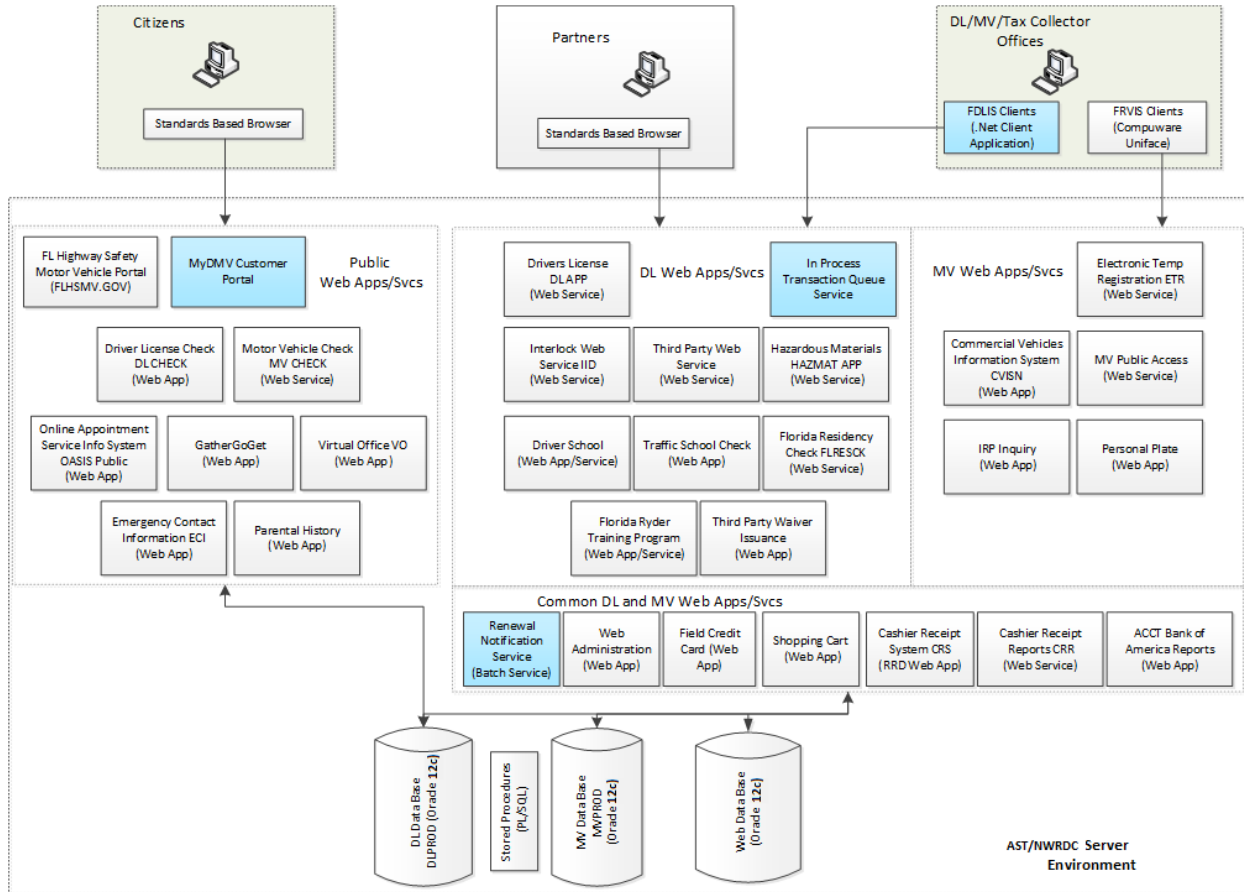 Citizens
Standards Based Browser
Partners
Standards Based Browser
DL/MV/Tax Collector
Offices
FDLIS Clients
(.Net Client
Application)
FRVIS Clients
(Compuware
Uniface)
FL Highway Safety
Motor Vehicle Portal
(FLHSMV.GOV)
MyDMV Customer
Portal
Public
Web Apps/Svcs
Driver License Check
DLCHECK
(Web App)
Motor Vehicle Check
MV CHECK
(Web Service)
Online Appointment
Service Info System
OASIS Public
(Web App)
GatherGoGet
(Web App)
Virtual Office VO
(Web App)
Emergency Contact
Information ECI
(Web App)
Parental History
(Web App)
Drivers License
DL APP
(Web Service)
DL Web Apps/Svcs
In Process
Transaction Queue
Service
Interlock Web
Service IID
(Web Service)
Third Party Web
Service
(Web Service)
Hazardous Materials
HAZMAT APP
(Web Service)
Driver School
(Web App/Service)
Traffic School Check
(Web App)
Florida Residency
Check FLRESCK
(Web Service)
Florida Ryder
Training Program
(Web App/Service)
Third Party Waiver
Issuance
(Web App)
MV Web Apps/Svcs
Electronic Temp
Registration ETR
(Web Service)
Commercial Vehicles
Information System
CVISN
(Web App)
MV Public Access
(Web Service)
IRP Inquiry
(Web App)
Personal Plate
(Web App)
Common DL and MV Web Apps/Svcs
Renewal
Notification
Service
(Batch Service)
Web
Administration
(Web App)
Field Credit
Card (Web
App)
Shopping Cart
(Web App)
Cashier Receipt
System CRS
(RRD Web App)
Cashier Receipt
Reports CRR
(Web Service)
ACCT Bank of
America Reports
(Web App)
DL Data Base
DLPROD (Orade 12c)
Stored Procedures
(PL/SQL)
MV Data Base
MVPROD
(Orade 12c)
Web Data Base
(Orade 12c)
AST/NWRDC Server
Environment